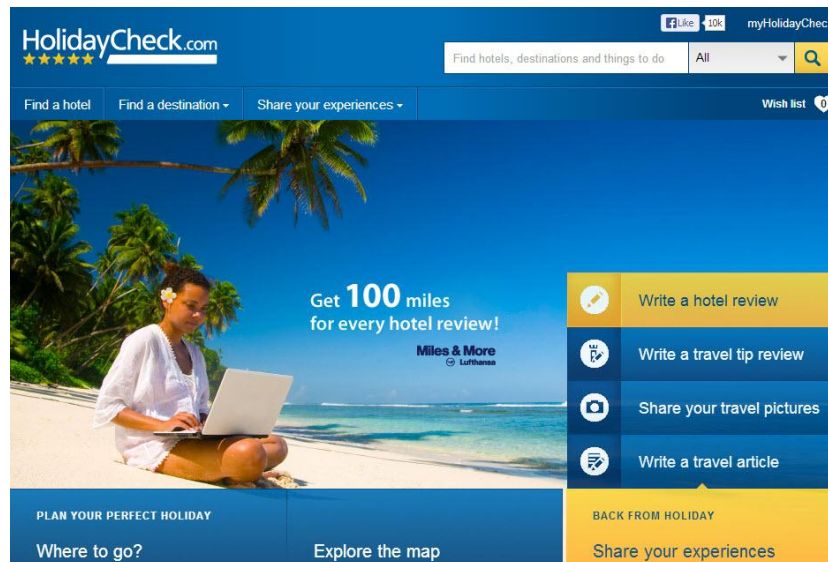 Like 10k myHolidayChec
HolidayCheck.com
Find hotels, destinations and things to do All
Find a hotel Find a destination Share your experiences Wish list 0
Get 100 miles
for every hotel review!
Miles & More
Lufthansa
Write a hotel review
Write a travel tip review
Share your travel pictures
Write a travel article
PLAN YOUR PERFECT HOLIDAY
Where to go? Explore the map
BACK FROM HOLIDAY
Share your experiences